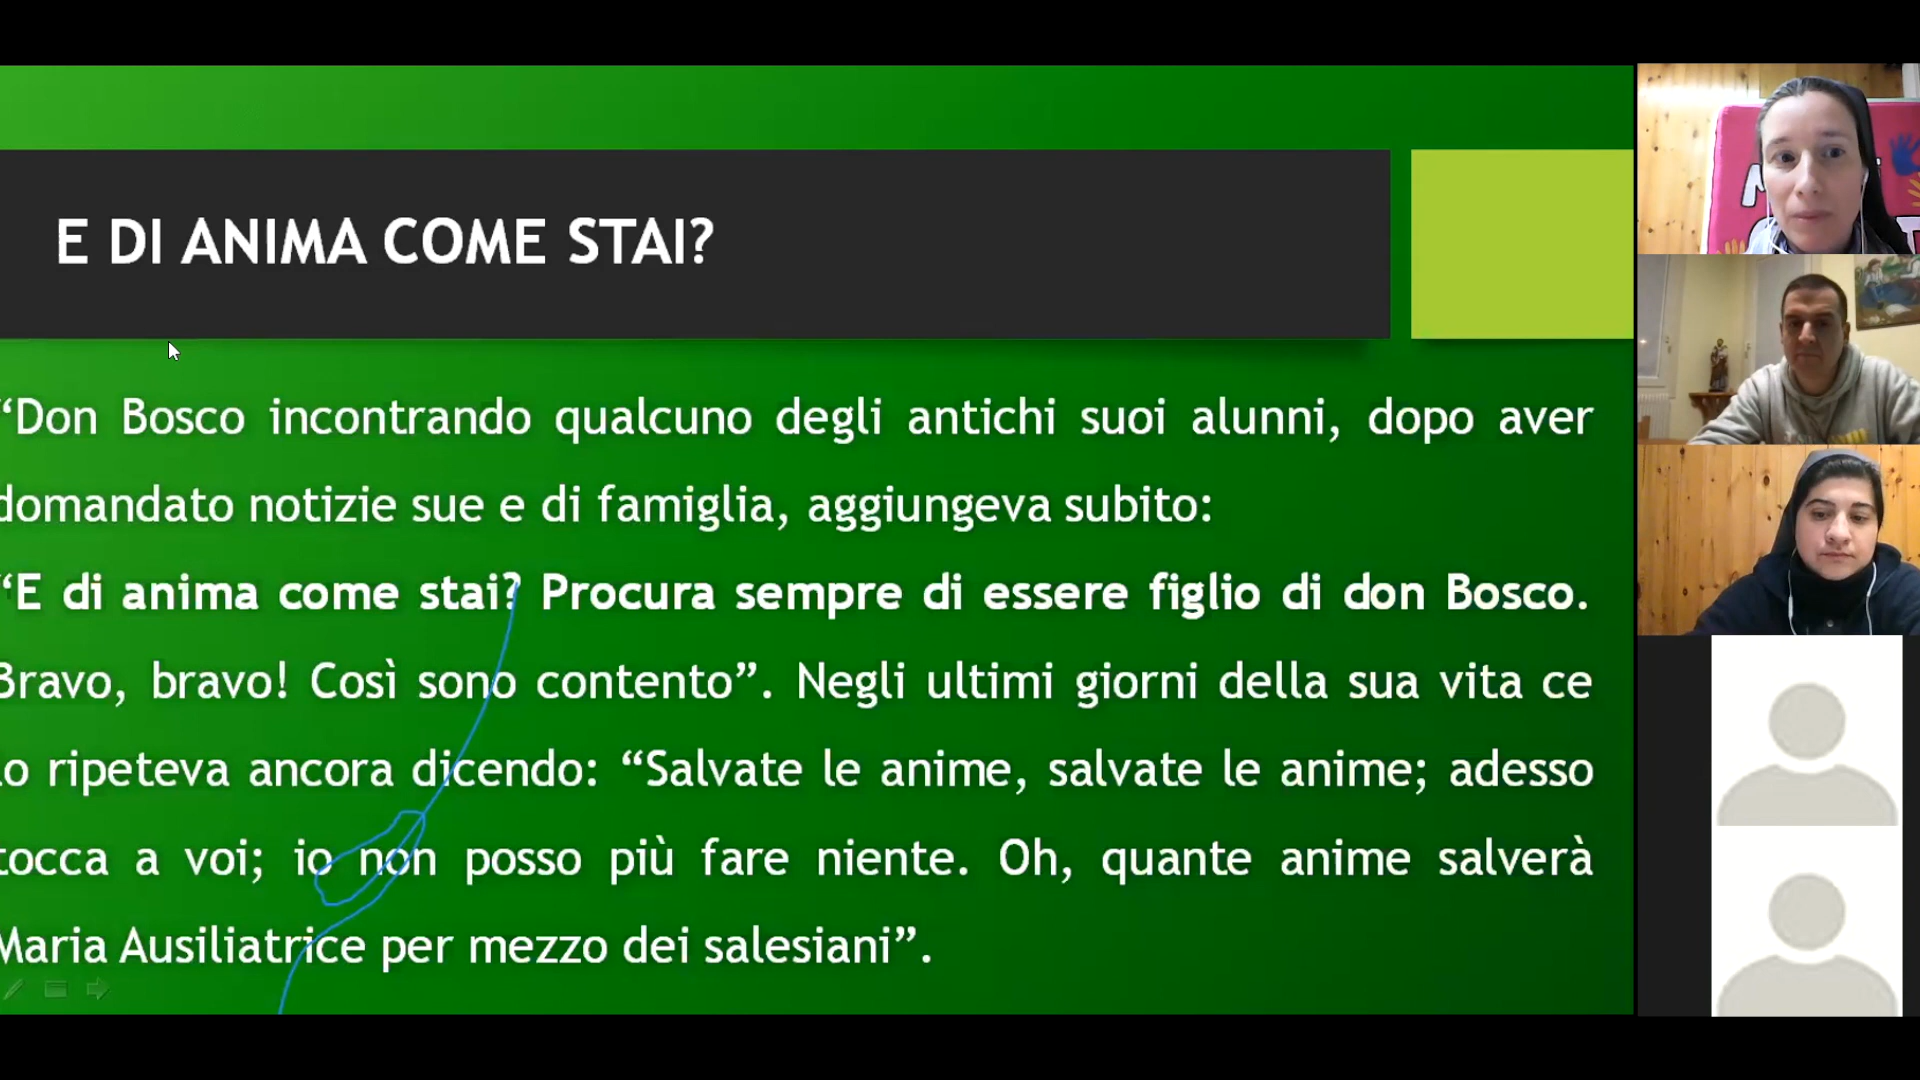 E DI ANIMA COME STAI?
“Don Bosco incontrando qualcuno degli antichi suoi alunni, dopo aver
domandato notizie sue e di famiglia, aggiungeva subito:
“E di anima come stai? Procura sempre di essere figlio di don Bosco.
Bravo, bravo! Così sono contento”. Negli ultimi giorni della sua vita ce
lo ripeteva ancora dicendo: “Salvate le anime, salvate le anime; adesso
tocca a voi; io non posso più fare niente. Oh, quante anime salverà
Maria Ausiliatrice per mezzo dei salesiani”.